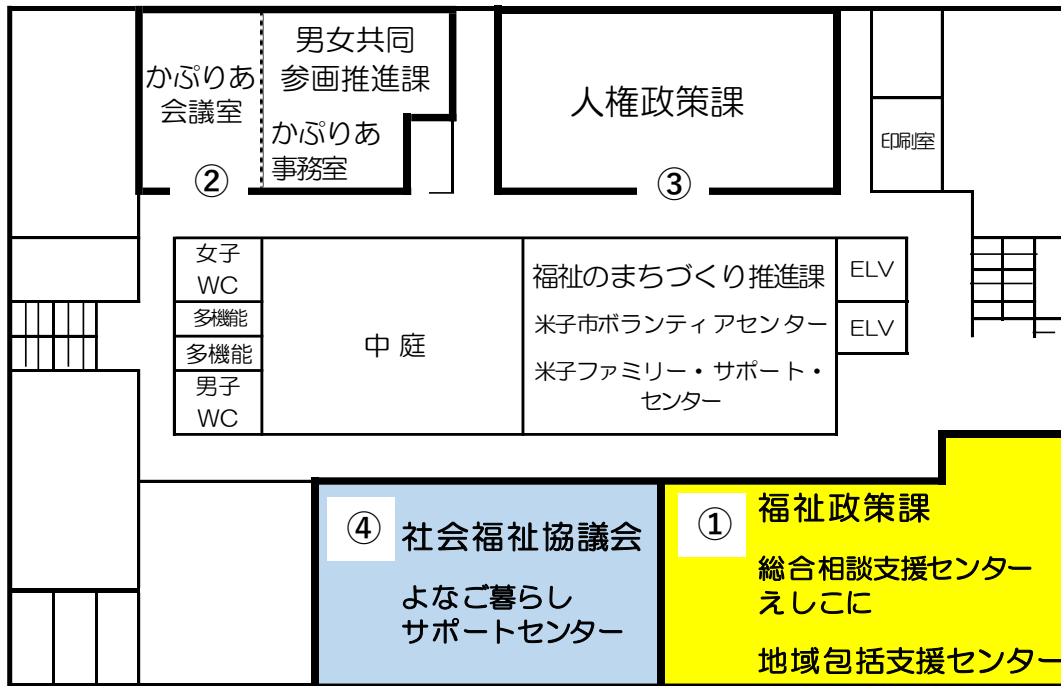 かぷりあ
会議室
②
男女共同
参画推進課
かぷりあ
事務室
人権政策課
③
印刷室
女子
WC
多機能
多機能
男子
WC
中庭
福祉のまちづくり推進課
米子市ボランティアセンター
米子ファミリー・サポート・
センター
ELV
ELV
④ 社会福祉協議会
よなご暮らし
サポートセンター
① 福祉政策課
総合相談支援センター
えしこに
地域包括支援センター